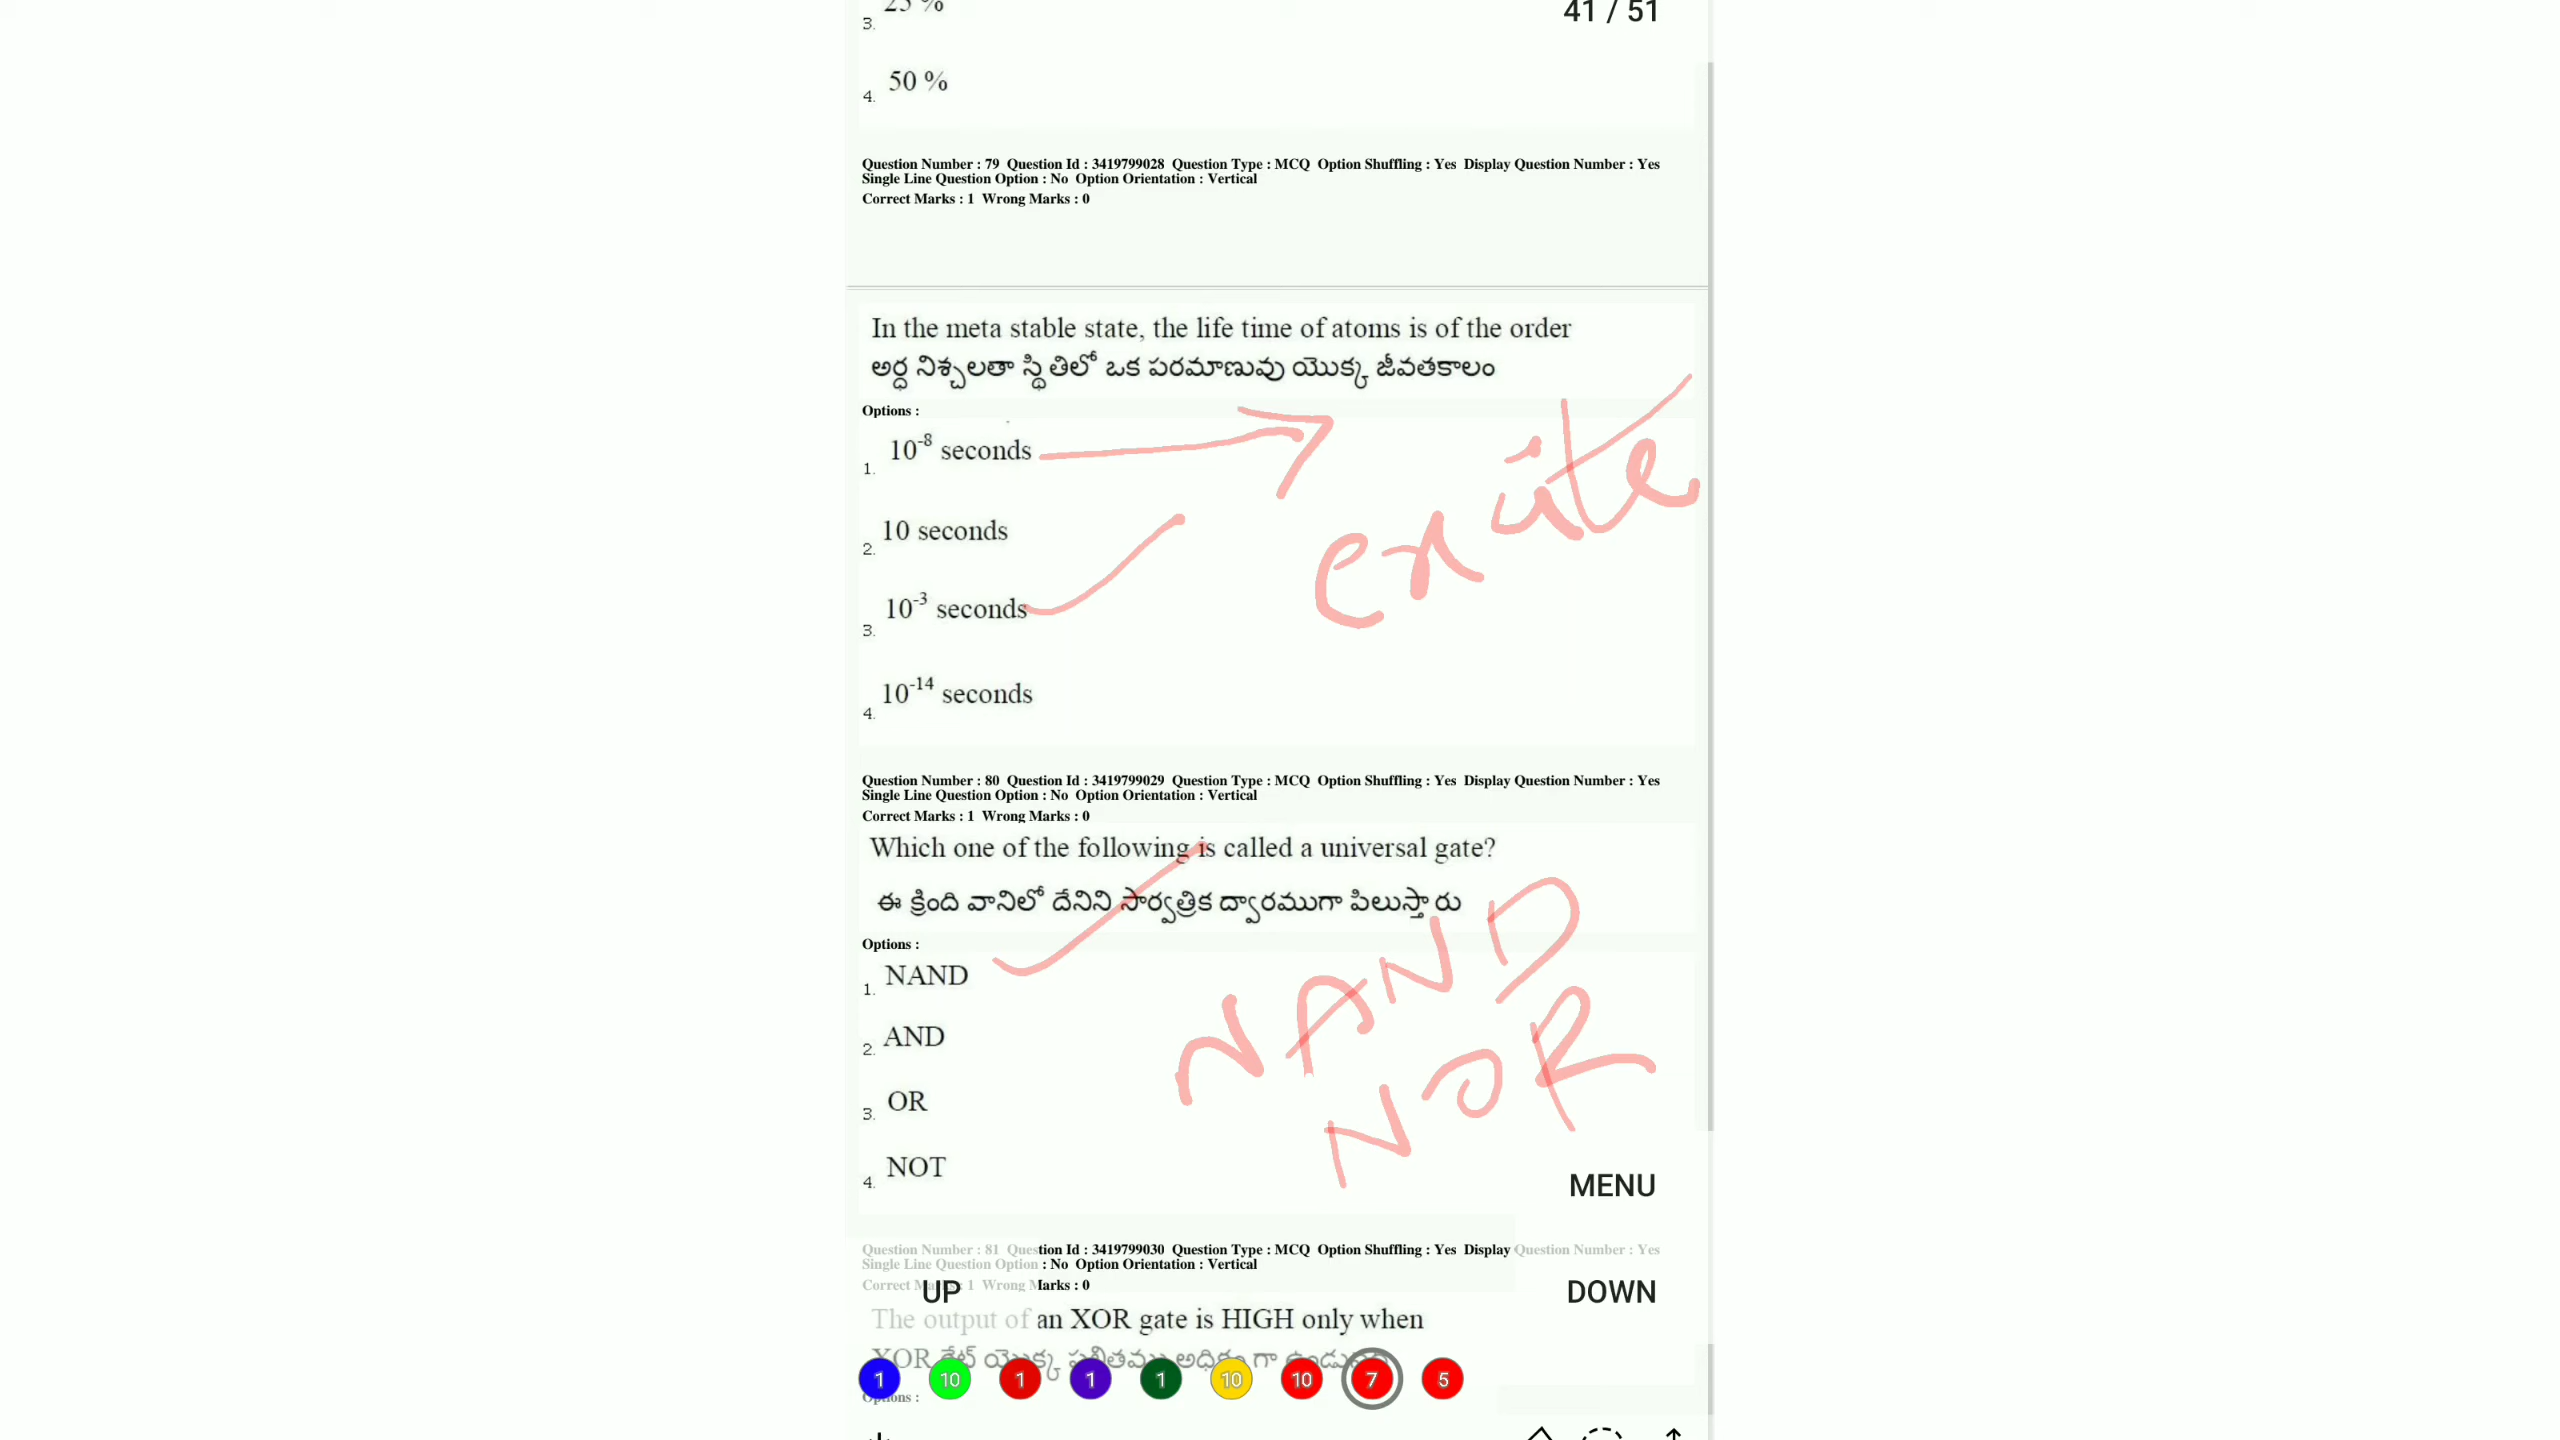 25 %
3.
41 / 51
50 %
4.
Question Number : 79 Question Id : 3419799028 Question Type : MCQ Option Shuffling : Yes Display Question Number : Yes
Single Line Question Option : No Option Orientation : Vertical
Correct Marks : 1 Wrong Marks : 0
In the meta stable state, the life time of atoms is of the order
అర్ధ నిశ్చలతా స్థితిలో ఒక పరమాణువు యొక్క జీవతకాలం
Options :
1. 10⁻⁸ seconds
2. 10 seconds
exite
3. 10⁻³ seconds
4. 10⁻¹⁴ seconds
Question Number : 80 Question Id : 3419799029 Question Type : MCQ Option Shuffling : Yes Display Question Number : Yes
Single Line Question Option : No Option Orientation : Vertical
Correct Marks : 1 Wrong Marks : 0
Which one of the following is called a universal gate?
ఈ క్రింది వానిలో దేనిని సార్వత్రిక ద్వారముగా పిలుస్తారు
Options :
1. NAND
NAND
2. AND
NOR
3. OR
4. NOT
MENU
Question Number : 81 Question Id : 3419799030 Question Type : MCQ Option Shuffling : Yes Display Question Number : Yes
Single Line Question Option : No Option Orientation : Vertical
Correct Marks : 1 Wrong Marks : 0
UP
DOWN
The output of an XOR gate is HIGH only when
XOR గేట్ యొక్క ఫలితము అధికం గా
1 10 1 1 1 10 10 7 5
Options :